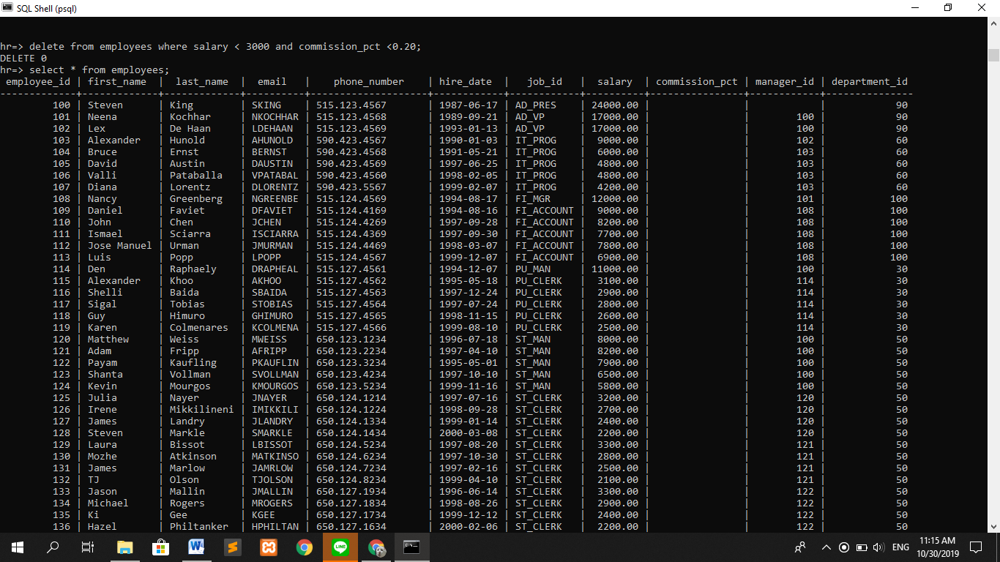 SQL Shell (psql)
hr=> delete from employees where salary < 3000 and commission_pct <0.20;
DELETE 0
hr=> select * from employees;
employee_id | first_name | last_name | email | phone_number | hire_date | job_id | salary | commission_pct | manager_id | department_id
-------------+-------------+-------------+----------+--------------------+------------+------------+----------+----------------+------------+---------------
100 | Steven | King | SKING | 515.123.4567 | 1987-06-17 | AD_PRES | 24000.00 | | | 90
101 | Neena | Kochhar | NKOCHHAR | 515.123.4568 | 1989-09-21 | AD_VP | 17000.00 | | 100 | 90
102 | Lex | De Haan | LDEHAAN | 515.123.4569 | 1993-01-13 | AD_VP | 17000.00 | | 100 | 90
103 | Alexander | Hunold | AHUNOLD | 590.423.4567 | 1990-01-03 | IT_PROG | 9000.00 | | 102 | 60
104 | Bruce | Ernst | BERNST | 590.423.4568 | 1991-05-21 | IT_PROG | 6000.00 | | 103 | 60
105 | David | Austin | DAUSTIN | 590.423.4569 | 1997-06-25 | IT_PROG | 4800.00 | | 103 | 60
106 | Valli | Pataballa | VPATABAL | 590.423.4560 | 1998-02-05 | IT_PROG | 4800.00 | | 103 | 60
107 | Diana | Lorentz | DLORENTZ | 590.423.5567 | 1999-02-07 | IT_PROG | 4200.00 | | 103 | 60
108 | Nancy | Greenberg | NGREENBE | 515.124.4569 | 1994-08-17 | FI_MGR | 12000.00 | | 101 | 100
109 | Daniel | Faviet | DFAVIET | 515.124.4169 | 1994-08-16 | FI_ACCOUNT | 9000.00 | | 108 | 100
110 | John | Chen | JCHEN | 515.124.4269 | 1997-09-28 | FI_ACCOUNT | 8200.00 | | 108 | 100
111 | Ismael | Sciarra | ISCIARRA | 515.124.4369 | 1997-09-30 | FI_ACCOUNT | 7700.00 | | 108 | 100
112 | Jose Manuel | Urman | JMURMAN | 515.124.4469 | 1998-03-07 | FI_ACCOUNT | 7800.00 | | 108 | 100
113 | Luis | Popp | LPOPP | 515.124.4567 | 1999-12-07 | FI_ACCOUNT | 6900.00 | | 108 | 100
114 | Den | Raphaely | DRAPHEAL | 515.127.4561 | 1994-12-07 | PU_MAN | 11000.00 | | 100 | 30
115 | Alexander | Khoo | AKHOO | 515.127.4562 | 1995-05-18 | PU_CLERK | 3100.00 | | 114 | 30
116 | Shelli | Baida | SBAIDA | 515.127.4563 | 1997-12-24 | PU_CLERK | 2900.00 | | 114 | 30
117 | Sigal | Tobias | STOBIAS | 515.127.4564 | 1997-07-24 | PU_CLERK | 2800.00 | | 114 | 30
118 | Guy | Himuro | GHIMURO | 515.127.4565 | 1998-11-15 | PU_CLERK | 2600.00 | | 114 | 30
119 | Karen | Colmenares | KCOLMENA | 515.127.4566 | 1999-08-10 | PU_CLERK | 2500.00 | | 114 | 30
120 | Matthew | Weiss | MWEISS | 650.123.1234 | 1996-07-18 | ST_MAN | 8000.00 | | 100 | 50
121 | Adam | Fripp | AFRIPP | 650.123.2234 | 1997-04-10 | ST_MAN | 8200.00 | | 100 | 50
122 | Payam | Kaufling | PKAUFLIN | 650.123.3234 | 1995-05-01 | ST_MAN | 7900.00 | | 100 | 50
123 | Shanta | Vollman | SVOLLMAN | 650.123.4234 | 1997-10-10 | ST_MAN | 6500.00 | | 100 | 50
124 | Kevin | Mourgos | KMOURGOS | 650.123.5234 | 1999-11-16 | ST_MAN | 5800.00 | | 100 | 50
125 | Julia | Nayer | JNAYER | 650.124.1214 | 1997-07-16 | ST_CLERK | 3200.00 | | 120 | 50
126 | Irene | Mikkilineni | IMIKKILI | 650.124.1224 | 1998-09-28 | ST_CLERK | 2700.00 | | 120 | 50
127 | James | Landry | JLANDRY | 650.124.1334 | 1999-01-14 | ST_CLERK | 2400.00 | | 120 | 50
128 | Steven | Markle | SMARKLE | 650.124.1434 | 2000-03-08 | ST_CLERK | 2200.00 | | 120 | 50
129 | Laura | Bissot | LBISSOT | 650.124.5234 | 1997-08-20 | ST_CLERK | 3300.00 | | 121 | 50
130 | Mozhe | Atkinson | MATKINSO | 650.124.6234 | 1997-10-30 | ST_CLERK | 2800.00 | | 121 | 50
131 | James | Marlow | JAMRLOW | 650.124.7234 | 1997-02-16 | ST_CLERK | 2500.00 | | 121 | 50
132 | TJ | Olson | TJOLSON | 650.124.8234 | 1999-04-10 | ST_CLERK | 2100.00 | | 121 | 50
133 | Jason | Mallin | JMALLIN | 650.127.1934 | 1996-06-14 | ST_CLERK | 3300.00 | | 122 | 50
134 | Michael | Rogers | MROGERS | 650.127.1834 | 1998-08-26 | ST_CLERK | 2900.00 | | 122 | 50
135 | Ki | Gee | KGEE | 650.127.1734 | 1999-12-12 | ST_CLERK | 2400.00 | | 122 | 50
136 | Hazel | Philtanker | HPHILTAN | 650.127.1634 | 2000-02-06 | ST_CLERK | 2200.00 | | 122 | 50
LINE
ENG
11:15 AM
10/30/2019